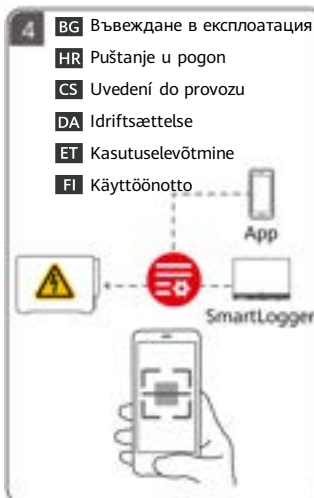 4
BG Въвеждане в експлоатация
HR Puštanje u pogon
CS Uvedení do provozu
DA Idriftsættelse
ET Kasutuselevõtmine
FI Käyttöönotto
App
SmartLogger